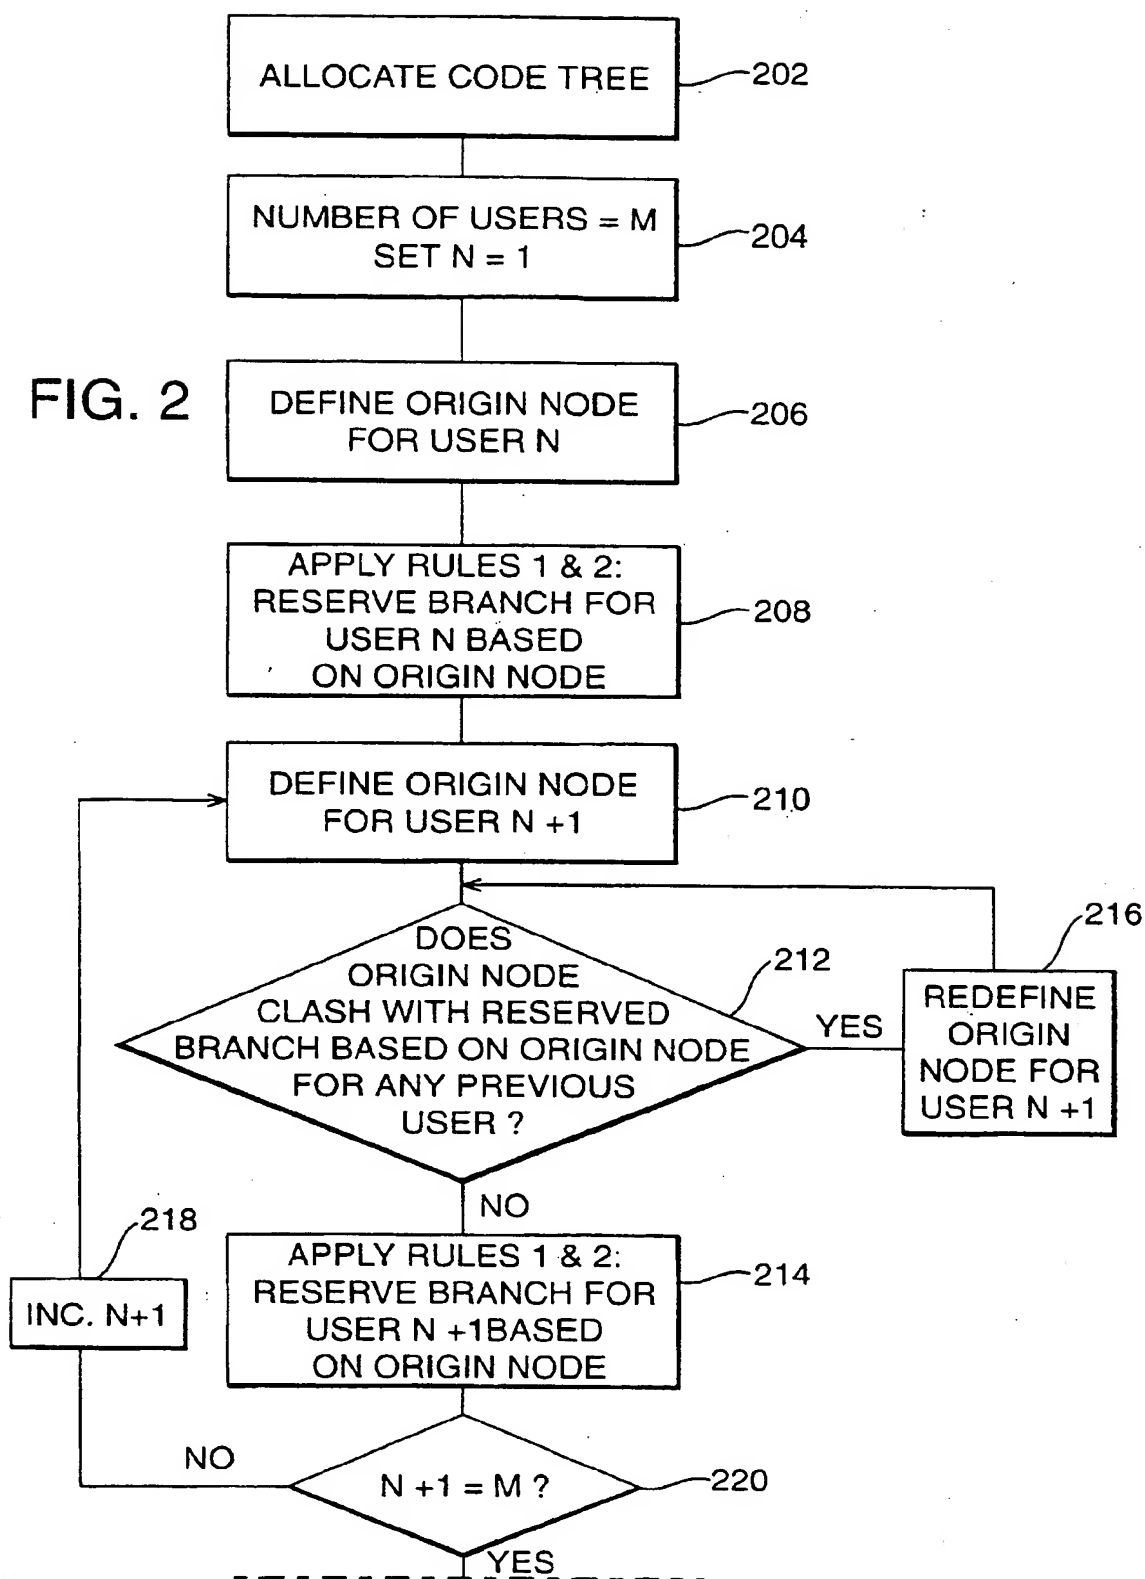 ALLOCATE CODE TREE
202
NUMBER OF USERS = M
SET N = 1
204
FIG. 2
DEFINE ORIGIN NODE
FOR USER N
206
APPLY RULES 1 & 2:
RESERVE BRANCH FOR
USER N BASED
ON ORIGIN NODE
208
DEFINE ORIGIN NODE
FOR USER N +1
210
DOES
ORIGIN NODE
CLASH WITH RESERVED
BRANCH BASED ON ORIGIN NODE
FOR ANY PREVIOUS
USER ?
212
YES
216
REDEFINE
ORIGIN
NODE FOR
USER N +1
NO
218
INC. N+1
APPLY RULES 1 & 2:
RESERVE BRANCH FOR
USER N +1BASED
ON ORIGIN NODE
214
NO
N +1 = M ?
220
YES